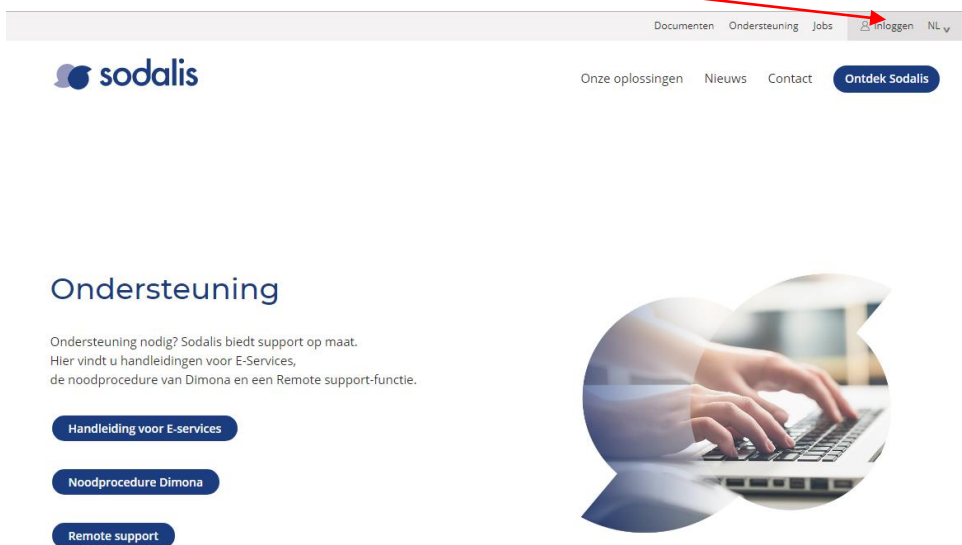 Documenten Ondersteuning Jobs Inloggen NL
sodalis
Onze oplossingen Nieuws Contact Ontdek Sodalis
Ondersteuning
Ondersteuning nodig? Sodalis biedt support op maat.
Hier vindt u handleidingen voor E-Services,
de noodprocedure van Dimona en een Remote support-functie.
Handleiding voor E-services
Noodprocedure Dimona
Remote support